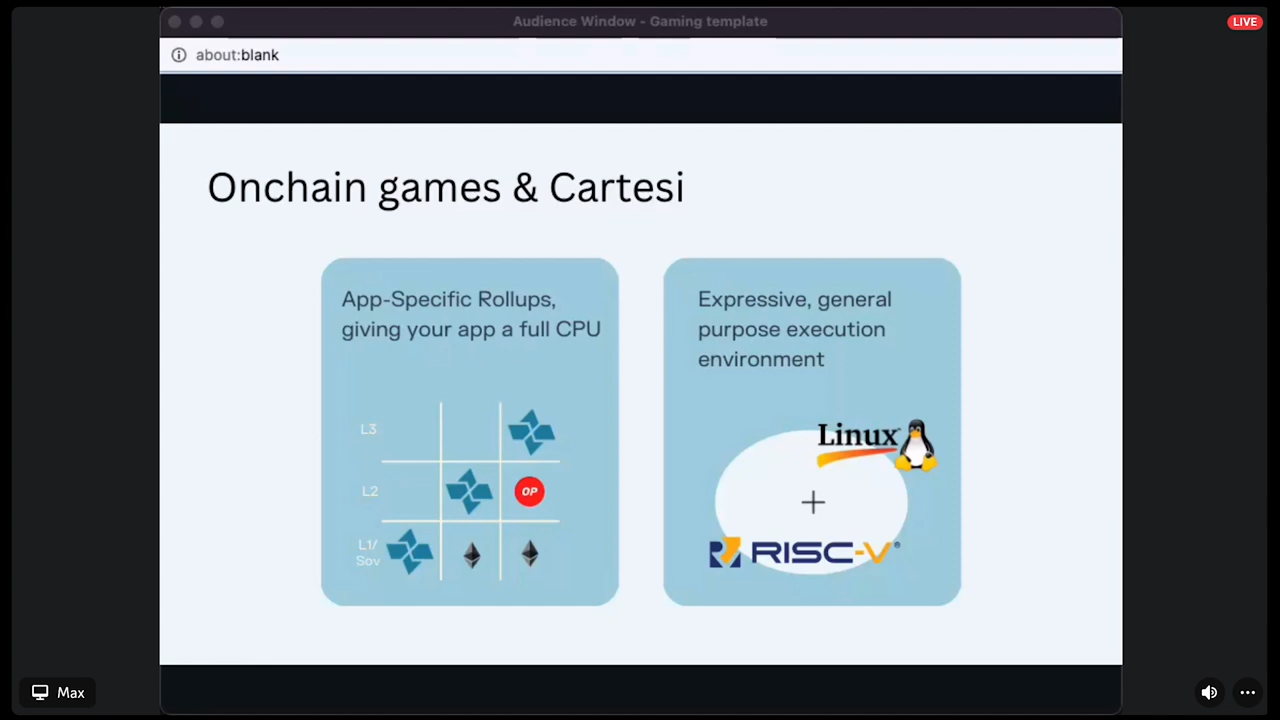 Audience Window - Gaming template
LIVE
about:blank
Onchain games & Cartesi
App-Specific Rollups,
giving your app a full CPU
Expressive, general
purpose execution
environment
L3
L2
OP
L1/
Sov
Linux
+
RISC-V®
Max